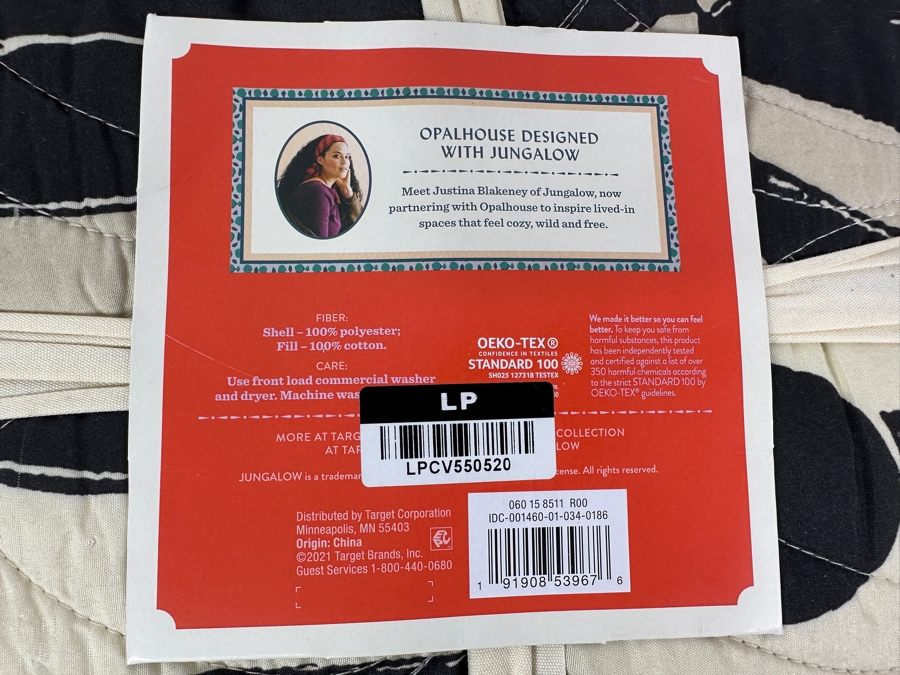 OPALHOUSE DESIGNED
WITH JUNGALOW
Meet Justina Blakeney of Jungalow, now
partnering with Opalhouse to inspire lived-in
spaces that feel cozy, wild and free.
FIBER:
Shell – 100% polyester;
Fill – 100% cotton.
CARE:
Use front load commercial washer
and dryer. Machine was
OEKO-TEX®
CONFIDENCE IN TEXTILES
STANDARD 100
SH025 127318 TESTEX
We made it better so you can feel
better. To keep you safe from
harmful substances, this product
has been independently tested
and certified against a list of over
350 harmful chemicals according
to the strict STANDARD 100 by
OEKO-TEX® guidelines.
LP
LPCV550520
MORE AT TARG
COLLECTION
AT TAR
LOW
JUNGALOW is a trademar
cense. All rights reserved.
Distributed by Target Corporation
Minneapolis, MN 55403
Origin: China
©2021 Target Brands, Inc.
Guest Services 1-800-440-0680
060 15 8511 R00
IDC-001460-01-034-0186
1 91908 53967 6